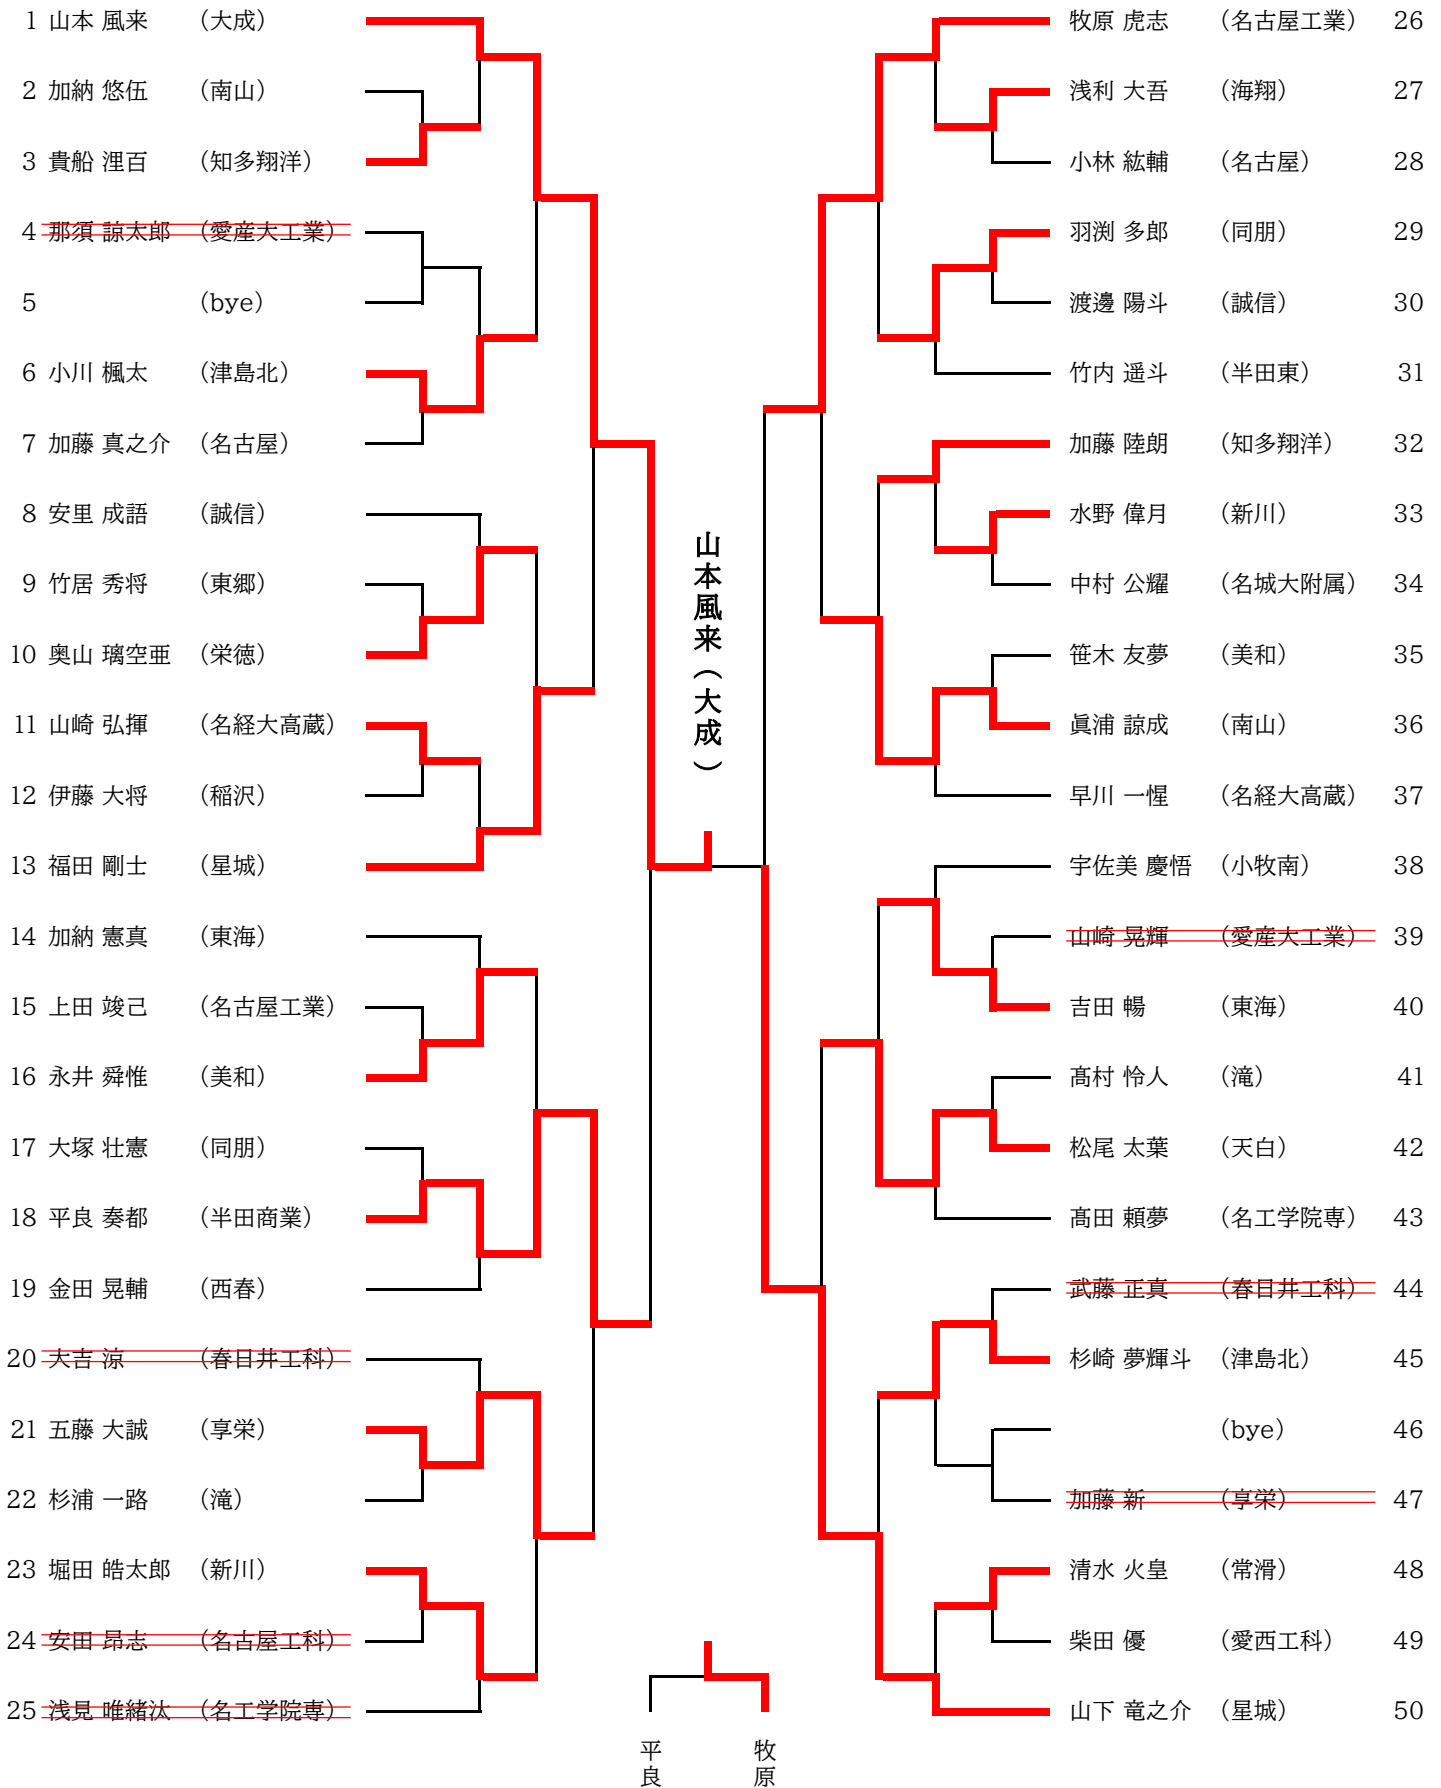 1 山本 風来 （大成）
2 加納 悠伍 （南山）
3 貴船 浬百 （知多翔洋）
4 那須 諒太郎 （愛産大工業）
5 （bye）
6 小川 楓太 （津島北）
7 加藤 真之介 （名古屋）
8 安里 成語 （誠信）
9 竹居 秀将 （東郷）
10 奥山 璃空亜 （栄徳）
11 山崎 弘揮 （名経大高蔵）
12 伊藤 大将 （稲沢）
13 福田 剛士 （星城）
14 加納 憲真 （東海）
15 上田 竣己 （名古屋工業）
16 永井 舜惟 （美和）
17 大塚 壮憲 （同朋）
18 平良 奏都 （半田商業）
19 金田 晃輔 （西春）
20 大吉 涼 （春日井工科）
21 五藤 大誠 （享栄）
22 杉浦 一路 （滝）
23 堀田 皓太郎 （新川）
24 安田 昂志 （名古屋工科）
25 浅見 唯緒汰 （名工学院専）
山本風来（大成）
平良
牧原
牧原 虎志 （名古屋工業） 26
浅利 大吾 （海翔） 27
小林 紘輔 （名古屋） 28
羽渕 多郎 （同朋） 29
渡邊 陽斗 （誠信） 30
竹内 遥斗 （半田東） 31
加藤 陸朗 （知多翔洋） 32
水野 偉月 （新川） 33
中村 公耀 （名城大附属） 34
笹木 友夢 （美和） 35
眞浦 諒成 （南山） 36
早川 一惺 （名経大高蔵） 37
宇佐美 慶悟 （小牧南） 38
山崎 晃輝 （愛産大工業） 39
吉田 暢 （東海） 40
髙村 怜人 （滝） 41
松尾 太葉 （天白） 42
髙田 頼夢 （名工学院専） 43
武藤 正真 （春日井工科） 44
杉崎 夢輝斗 （津島北） 45
（bye） 46
加藤 新 （享栄） 47
清水 火皇 （常滑） 48
柴田 優 （愛西工科） 49
山下 竜之介 （星城） 50